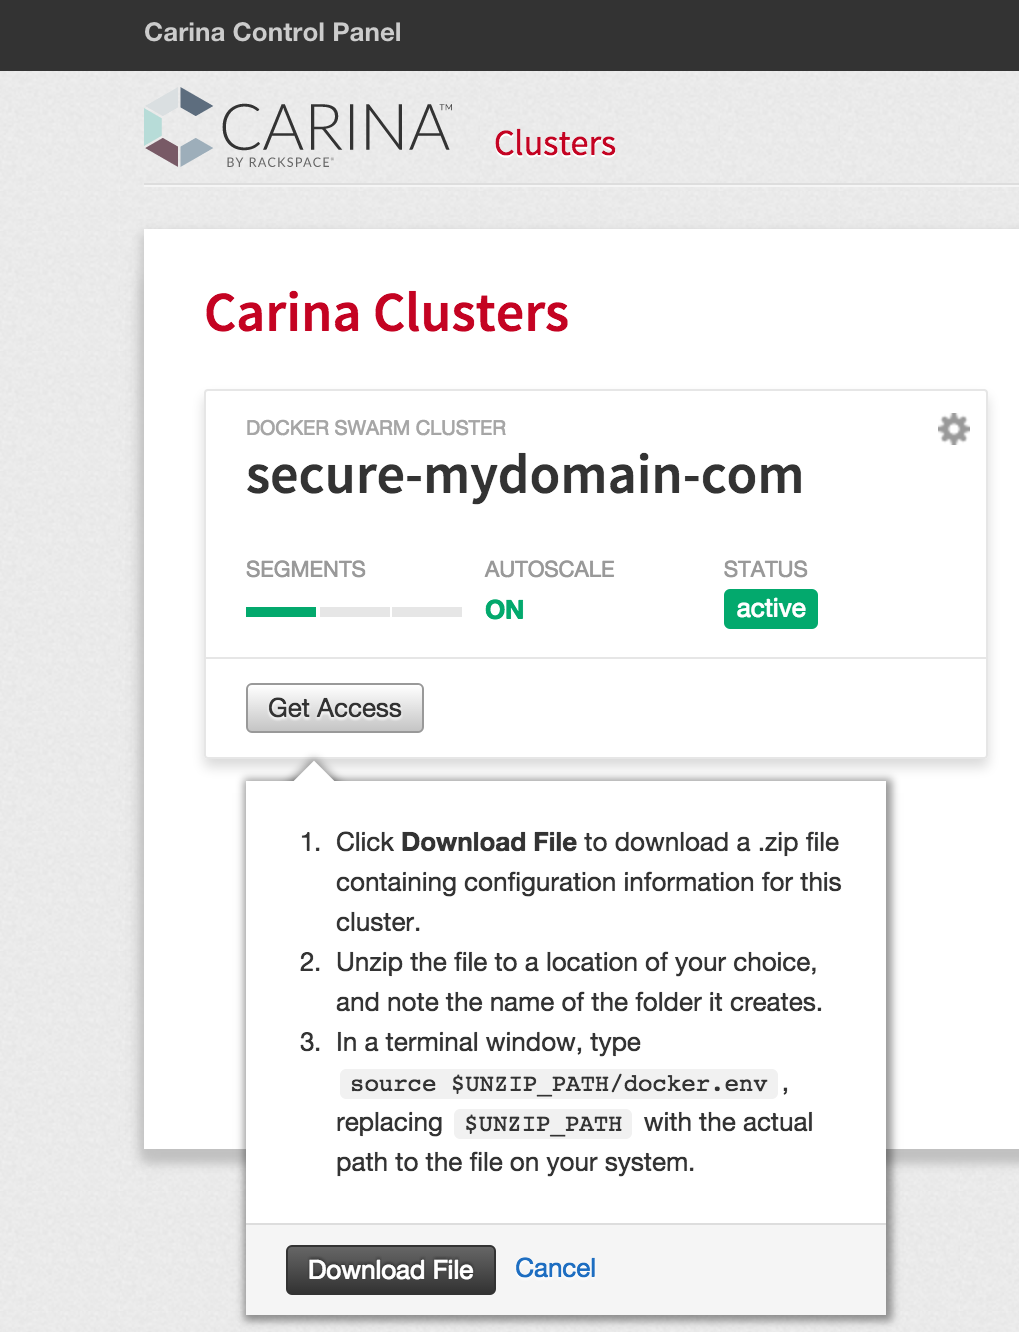 Carina Control Panel
CARINA™
BY RACKSPACE®
Clusters
Carina Clusters
DOCKER SWARM CLUSTER
secure-mydomain-com
SEGMENTS AUTOSCALE STATUS
ON active
Get Access
1. Click Download File to download a .zip file
containing configuration information for this
cluster.
2. Unzip the file to a location of your choice,
and note the name of the folder it creates.
3. In a terminal window, type
source $UNZIP_PATH/docker.env ,
replacing $UNZIP_PATH with the actual
path to the file on your system.
Download File Cancel